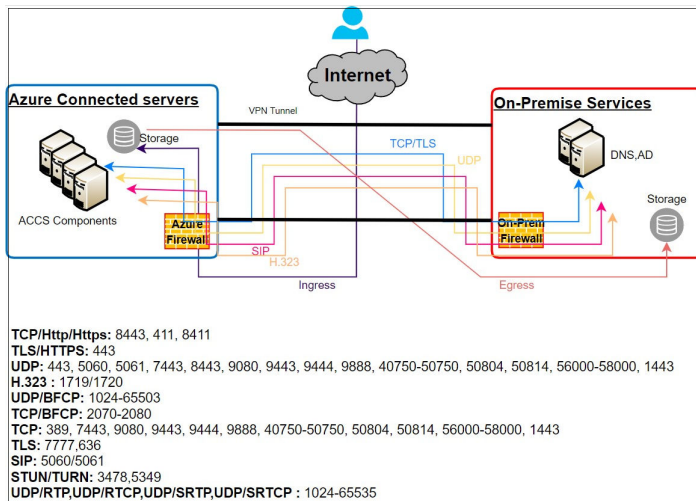 Internet
Azure Connected servers
On-Premise Services
VPN Tunnel
Storage
TCP/TLS
UDP
DNS,AD
ACCS Components
Azure Firewall
On-Prem Firewall
Storage
SIP
H.323
Ingress
Egress
TCP/Http/Https: 8443, 411, 8411
TLS/HTTPS: 443
UDP: 443, 5060, 5061, 7443, 8443, 9080, 9443, 9444, 9888, 40750-50750, 50804, 50814, 56000-58000, 1443
H.323 : 1719/1720
UDP/BFCP: 1024-65503
TCP/BFCP: 2070-2080
TCP: 389, 7443, 9080, 9443, 9444, 9888, 40750-50750, 50804, 50814, 56000-58000, 1443
TLS: 7777,636
SIP: 5060/5061
STUN/TURN: 3478,5349
UDP/RTP,UDP/RTCP,UDP/SRTP,UDP/SRTCP : 1024-65535